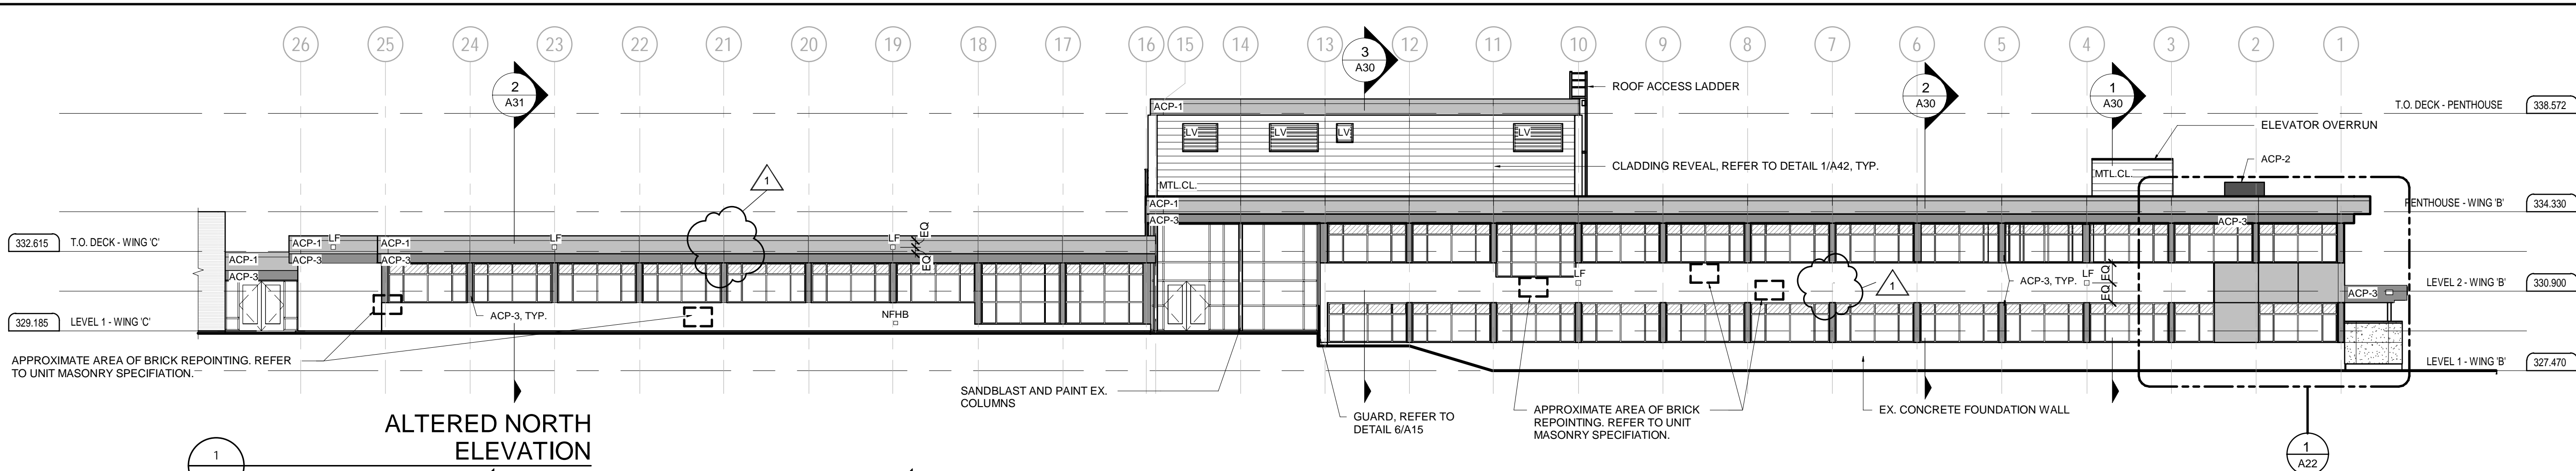 26 25 24 23 22 21 20 19 18 17 16 15 14 13 12 11 10 9 8 7 6 5 4 3 2 1
3
A30
2
A31
2
A30
1
A30
ROOF ACCESS LADDER
T.O. DECK - PENTHOUSE 338.572
ACP-1
ELEVATOR OVERRUN
LV LV LV LV
ACP-2
CLADDING REVEAL, REFER TO DETAIL 1/A42, TYP.
1
MTL.CL.
MTL.CL.
ACP-1
PENTHOUSE - WING 'B' 334.330
ACP-3
ACP-3
EQ
EQ
332.615 T.O. DECK - WING 'C'
ACP-1 LF ACP-1 LF LF
ACP-1 ACP-3 ACP-3
ACP-3
LF
1
ACP-3, TYP.
LF
EQ
EQ
LEVEL 2 - WING 'B' 330.900
ACP-3
ACP-3, TYP.
NFHB
329.185 LEVEL 1 - WING 'C'
APPROXIMATE AREA OF BRICK REPOINTING. REFER
TO UNIT MASONRY SPECIFIATION.
LEVEL 1 - WING 'B' 327.470
SANDBLAST AND PAINT EX.
COLUMNS
GUARD, REFER TO
DETAIL 6/A15
APPROXIMATE AREA OF BRICK
REPOINTING. REFER TO UNIT
MASONRY SPECIFIATION.
EX. CONCRETE FOUNDATION WALL
ALTERED NORTH
ELEVATION
1
1
A22